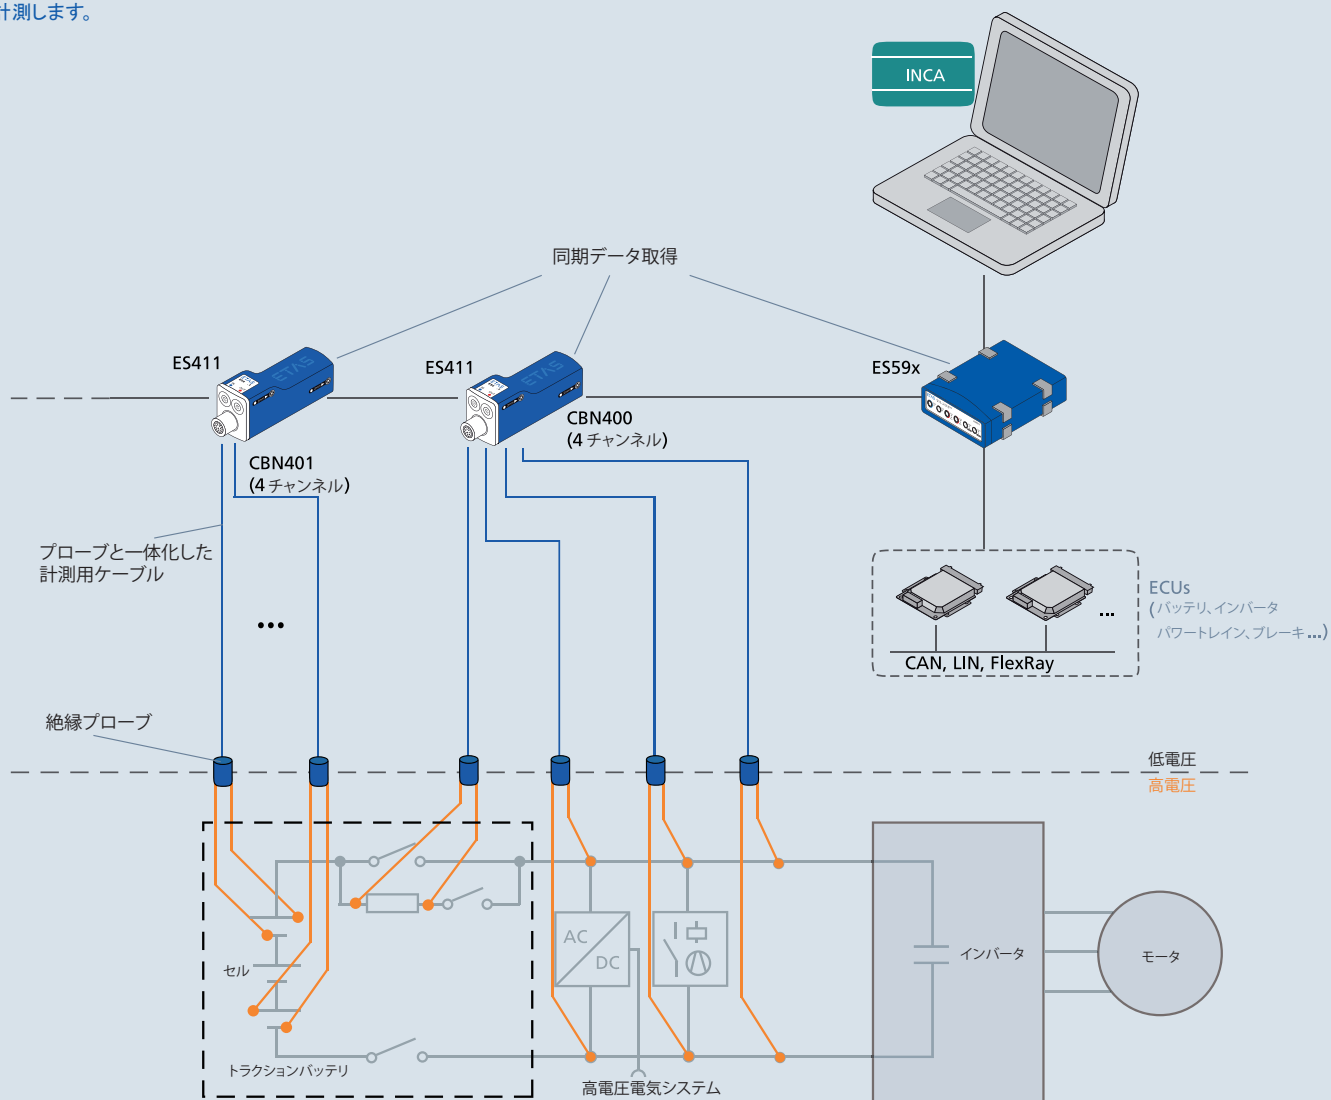 計測します。
INCA
同期データ取得
ES411
ETAS
ES411
ETAS
ES59x
CBN400
(4 チャンネル)
CBN401
(4 チャンネル)
プローブと一体化した
計測用ケーブル
...
ECUs
(バッテリ、インバータ
パワートレイン、ブレーキ ...)
...
CAN, LIN, FlexRay
絶縁プローブ
低電圧
高電圧
AC
DC
セル
インバータ
モータ
トラクションバッテリ
高電圧電気システム